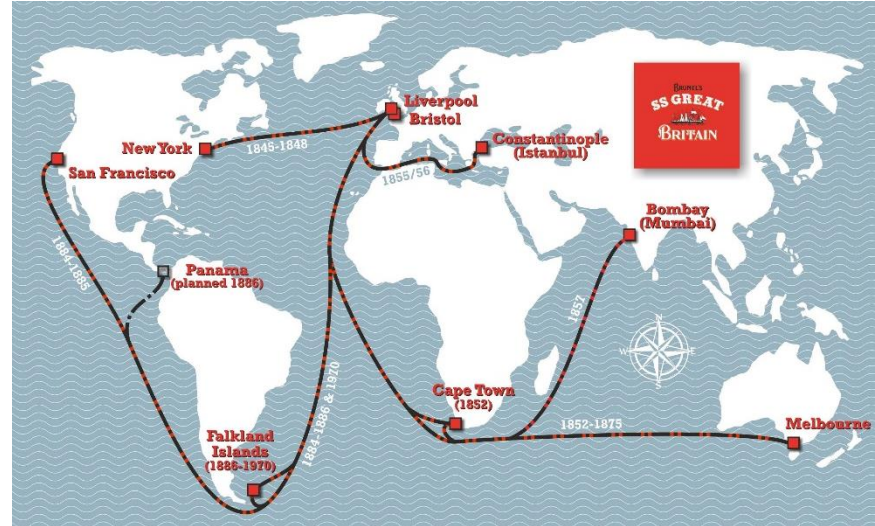 BRUNEL'S
SS GREAT
BRITAIN
Liverpool
Bristol
New York
1845-1848
Constantinople
(Istanbul)
1855/56
San Francisco
Bombay
(Mumbai)
1884-1885
Panama
(planned 1886)
1857
N
W
E
S
1884-1886 & 1970
Cape Town
(1852)
1852-1875
Melbourne
Falkland
Islands
(1886-1970)